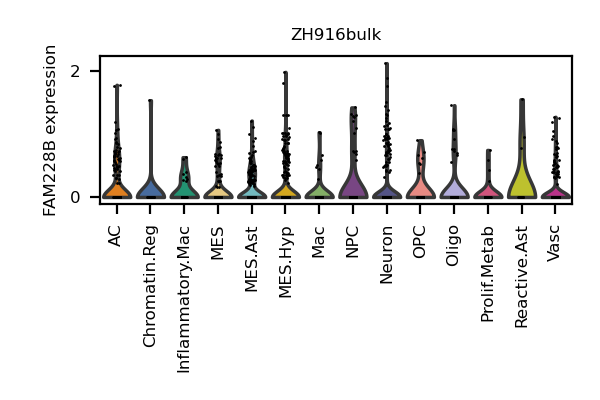 ZH916bulk
FAM228B expression
2
0
AC
Chromatin.Reg
Inflammatory.Mac
MES
MES.Ast
MES.Hyp
Mac
NPC
Neuron
OPC
Oligo
Prolif.Metab
Reactive.Ast
Vasc